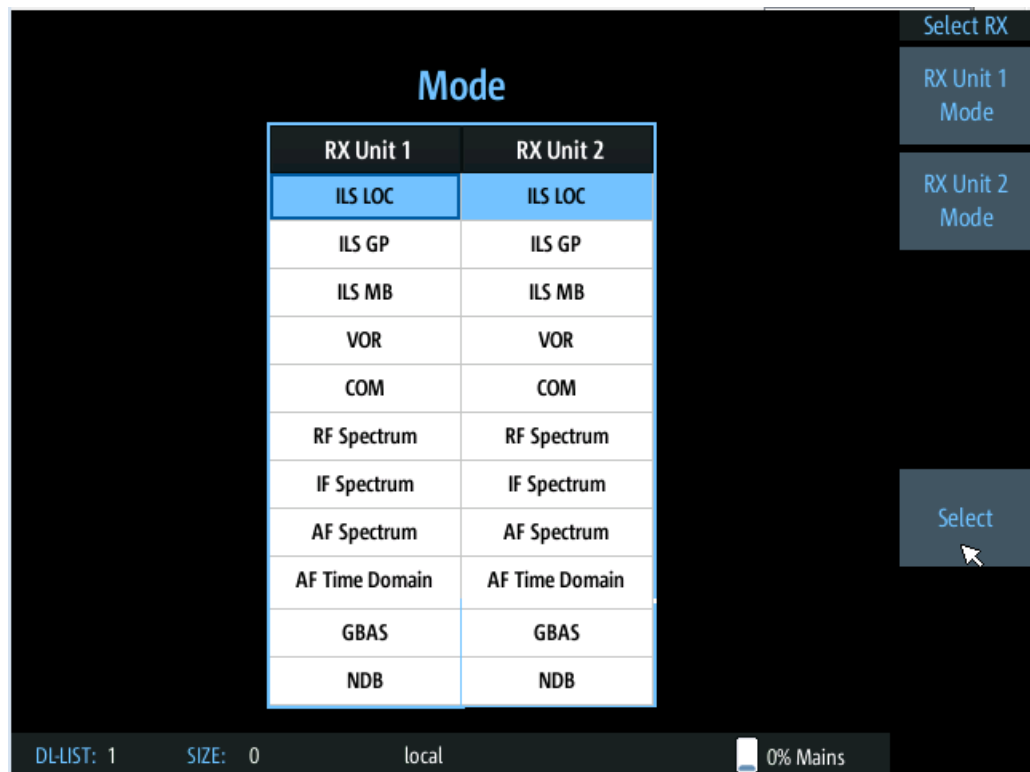 Select RX
Mode
RX Unit 1
Mode
RX Unit 1 RX Unit 2
ILS LOC ILS LOC
RX Unit 2
Mode
ILS GP ILS GP
ILS MB ILS MB
VOR VOR
COM COM
RF Spectrum RF Spectrum
IF Spectrum IF Spectrum
Select
AF Spectrum AF Spectrum
AF Time Domain AF Time Domain
GBAS GBAS
NDB NDB
DL-LIST: 1 SIZE: 0 local 0% Mains